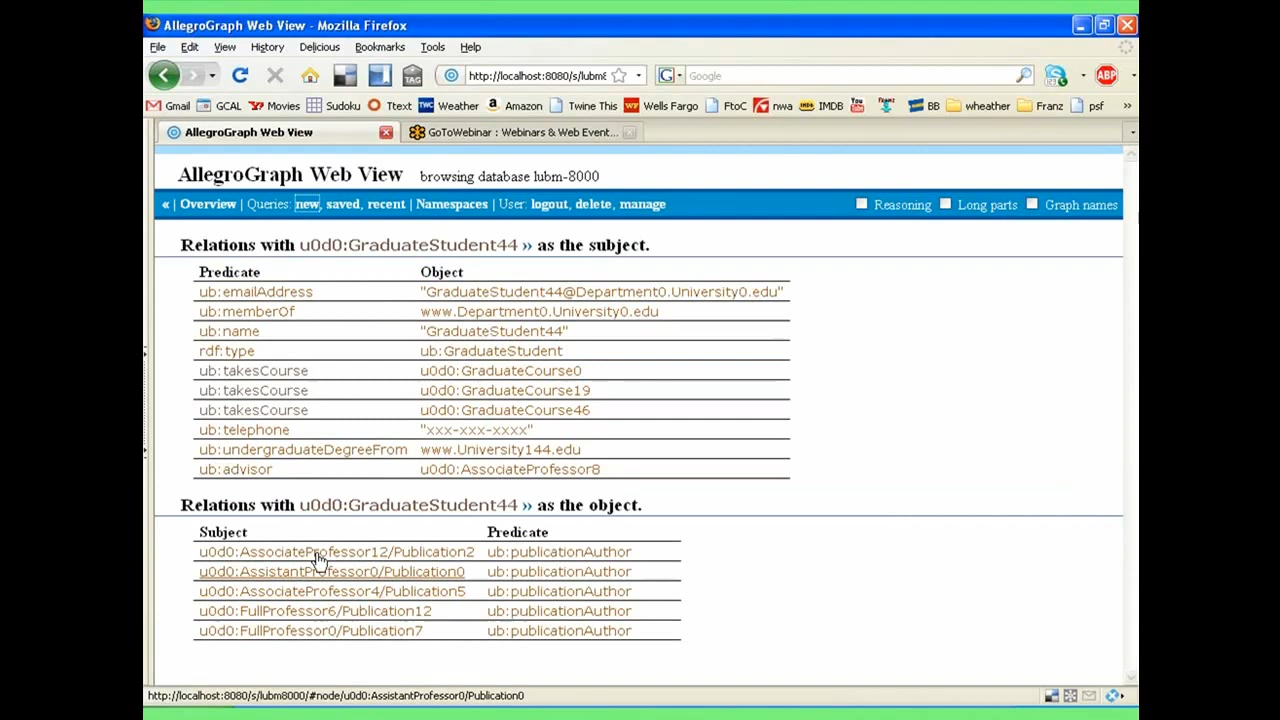 AllegroGraph Web View - Mozilla Firefox
File Edit View History Delicious Bookmarks Tools Help
TAG http://localhost:8080/s/lubm8 G Google ABP
Gmail GCAL Movies Sudoku Ttext TWC Weather Amazon Twine This WF Wells Fargo FtoC nwa IMDB You Tube Franz BB wheather Franz psf »
AllegroGraph Web View GoToWebinar : Webinars & Web Event...
AllegroGraph Web View browsing database lubm-8000
« | Overview | Queries: new, saved, recent | Namespaces | User: logout, delete, manage Reasoning Long parts Graph names
Relations with u0d0:GraduateStudent44 » as the subject.
Predicate Object
ub:emailAddress "GraduateStudent44@Department0.University0.edu"
ub:memberOf www.Department0.University0.edu
ub:name "GraduateStudent44"
rdf:type ub:GraduateStudent
ub:takesCourse u0d0:GraduateCourse0
ub:takesCourse u0d0:GraduateCourse19
ub:takesCourse u0d0:GraduateCourse46
ub:telephone "xxx-xxx-xxxx"
ub:undergraduateDegreeFrom www.University144.edu
ub:advisor u0d0:AssociateProfessor8
Relations with u0d0:GraduateStudent44 » as the object.
Subject Predicate
u0d0:AssociateProfessor12/Publication2 ub:publicationAuthor
u0d0:AssistantProfessor0/Publication0 ub:publicationAuthor
u0d0:AssociateProfessor4/Publication5 ub:publicationAuthor
u0d0:FullProfessor6/Publication12 ub:publicationAuthor
u0d0:FullProfessor0/Publication7 ub:publicationAuthor
http://localhost:8080/s/lubm8000/#node/u0d0:AssistantProfessor0/Publication0